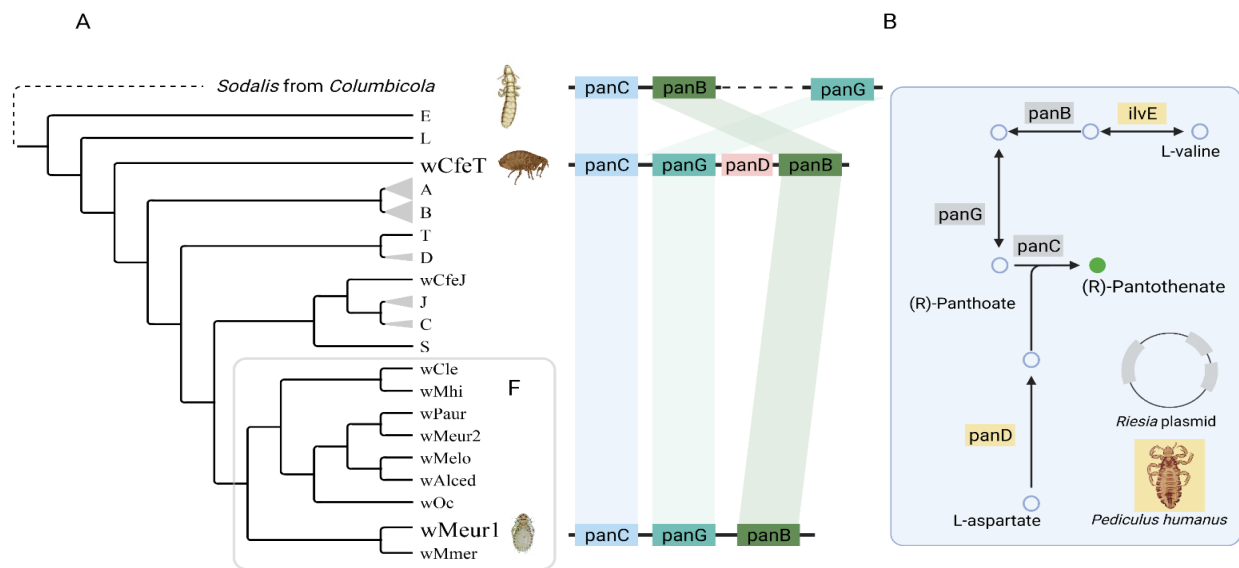 A
B
Sodalis from Columbicola
panC
panB
panG
E
L
wCfeT
panC
panG
panD
panB
A
B
T
D
wCfeJ
J
C
S
F
wCle
wMhi
wPaur
wMeur2
wMelo
wAlced
wOc
wMeur1
wMmer
panC
panG
panB
panB
ilvE
L-valine
panG
panC
(R)-Panthoate
(R)-Pantothenate
panD
L-aspartate
Riesia plasmid
Pediculus humanus